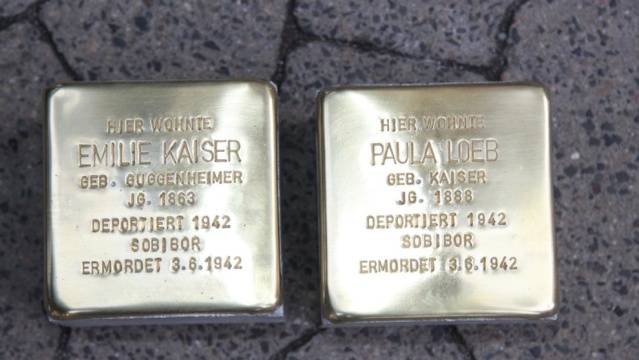 HIER WOHNTE
EMILIE KAISER
GEB. GUGGENHEIMER
JG. 1863
DEPORTIERT 1942
SOBIBOR
ERMORDET 3.6.1942
HIER WOHNTE
PAULA LOEB
GEB. KAISER
JG. 1888
DEPORTIERT 1942
SOBIBOR
ERMORDET 3.6.1942